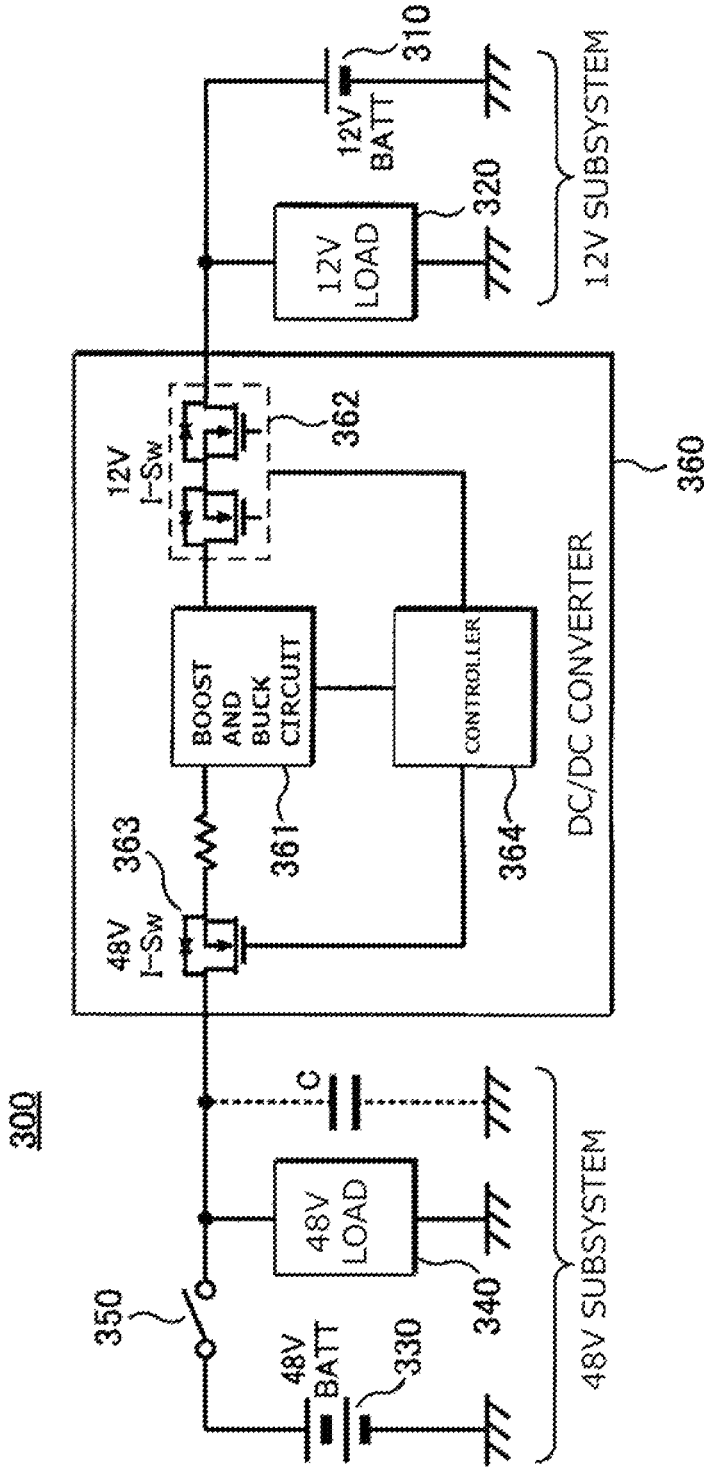 300
350
48V
BATT
330
48V
LOAD
340
C
48V SUBSYSTEM
48V
I-SW
363
BOOST
AND
BUCK
CIRCUIT
361
CONTROLLER
364
12V
I-SW
362
DC/DC CONVERTER
360
12V
LOAD
320
12V
BATT
310
12V SUBSYSTEM